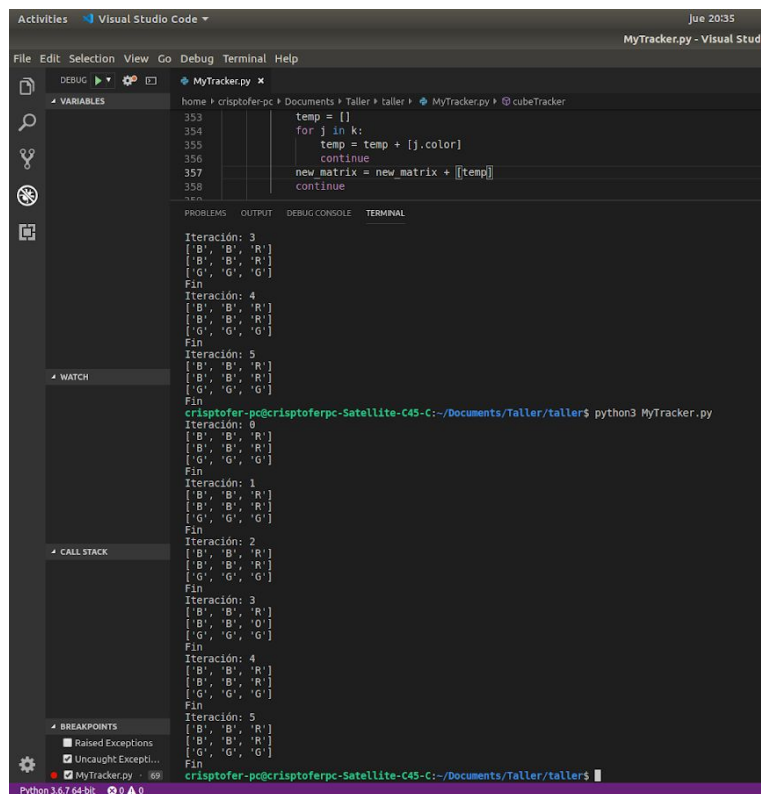 Activities Visual Studio Code ▾ jue 20:35
MyTracker.py - Visual Stud
File Edit Selection View Go Debug Terminal Help
DEBUG MyTracker.py ×
VARIABLES
home ▸ crisptofer-pc ▸ Documents ▸ Taller ▸ taller ▸ MyTracker.py ▸ cubeTracker
353 temp = []
354 for j in k:
355 temp = temp + [j.color]
356 continue
357 new_matrix = new_matrix + [temp]
358 continue
PROBLEMS OUTPUT DEBUG CONSOLE TERMINAL
Iteración: 3
['B', 'B', 'R']
['B', 'B', 'R']
['G', 'G', 'G']
Fin
Iteración: 4
['B', 'B', 'R']
['B', 'B', 'R']
['G', 'G', 'G']
Fin
Iteración: 5
['B', 'B', 'R']
['B', 'B', 'R']
['G', 'G', 'G']
Fin
WATCH
crisptofer-pc@crisptoferpc-Satellite-C45-C:~/Documents/Taller/taller$ python3 MyTracker.py
Iteración: 0
['B', 'B', 'R']
['B', 'B', 'R']
['G', 'G', 'G']
Fin
Iteración: 1
['B', 'B', 'R']
['B', 'B', 'R']
['G', 'G', 'G']
Fin
Iteración: 2
['B', 'B', 'R']
['B', 'B', 'R']
['G', 'G', 'G']
Fin
CALL STACK
Iteración: 3
['B', 'B', 'R']
['B', 'B', 'O']
['G', 'G', 'G']
Fin
Iteración: 4
['B', 'B', 'R']
['B', 'B', 'R']
['G', 'G', 'G']
Fin
Iteración: 5
['B', 'B', 'R']
['B', 'B', 'R']
['G', 'G', 'G']
Fin
crisptofer-pc@crisptoferpc-Satellite-C45-C:~/Documents/Taller/taller$
BREAKPOINTS
Raised Exceptions
Uncaught Excepti...
MyTracker.py 69
Python 3.6.7 64-bit 0 0